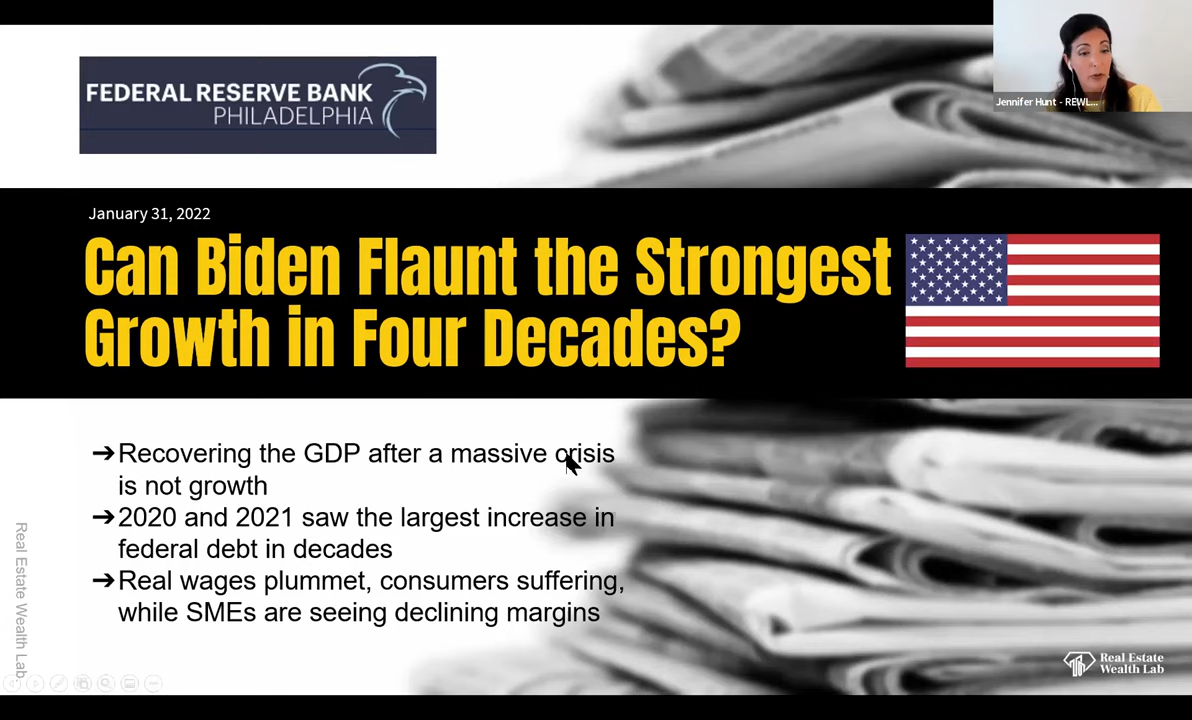 FEDERAL RESERVE BANK
PHILADELPHIA
Jennifer Hunt - REWL...
January 31, 2022
Can Biden Flaunt the Strongest
Growth in Four Decades?
➔Recovering the GDP after a massive crisis
is not growth
➔2020 and 2021 saw the largest increase in
federal debt in decades
➔Real wages plummet, consumers suffering,
while SMEs are seeing declining margins
Real Estate Wealth Lab
Real Estate
Wealth Lab